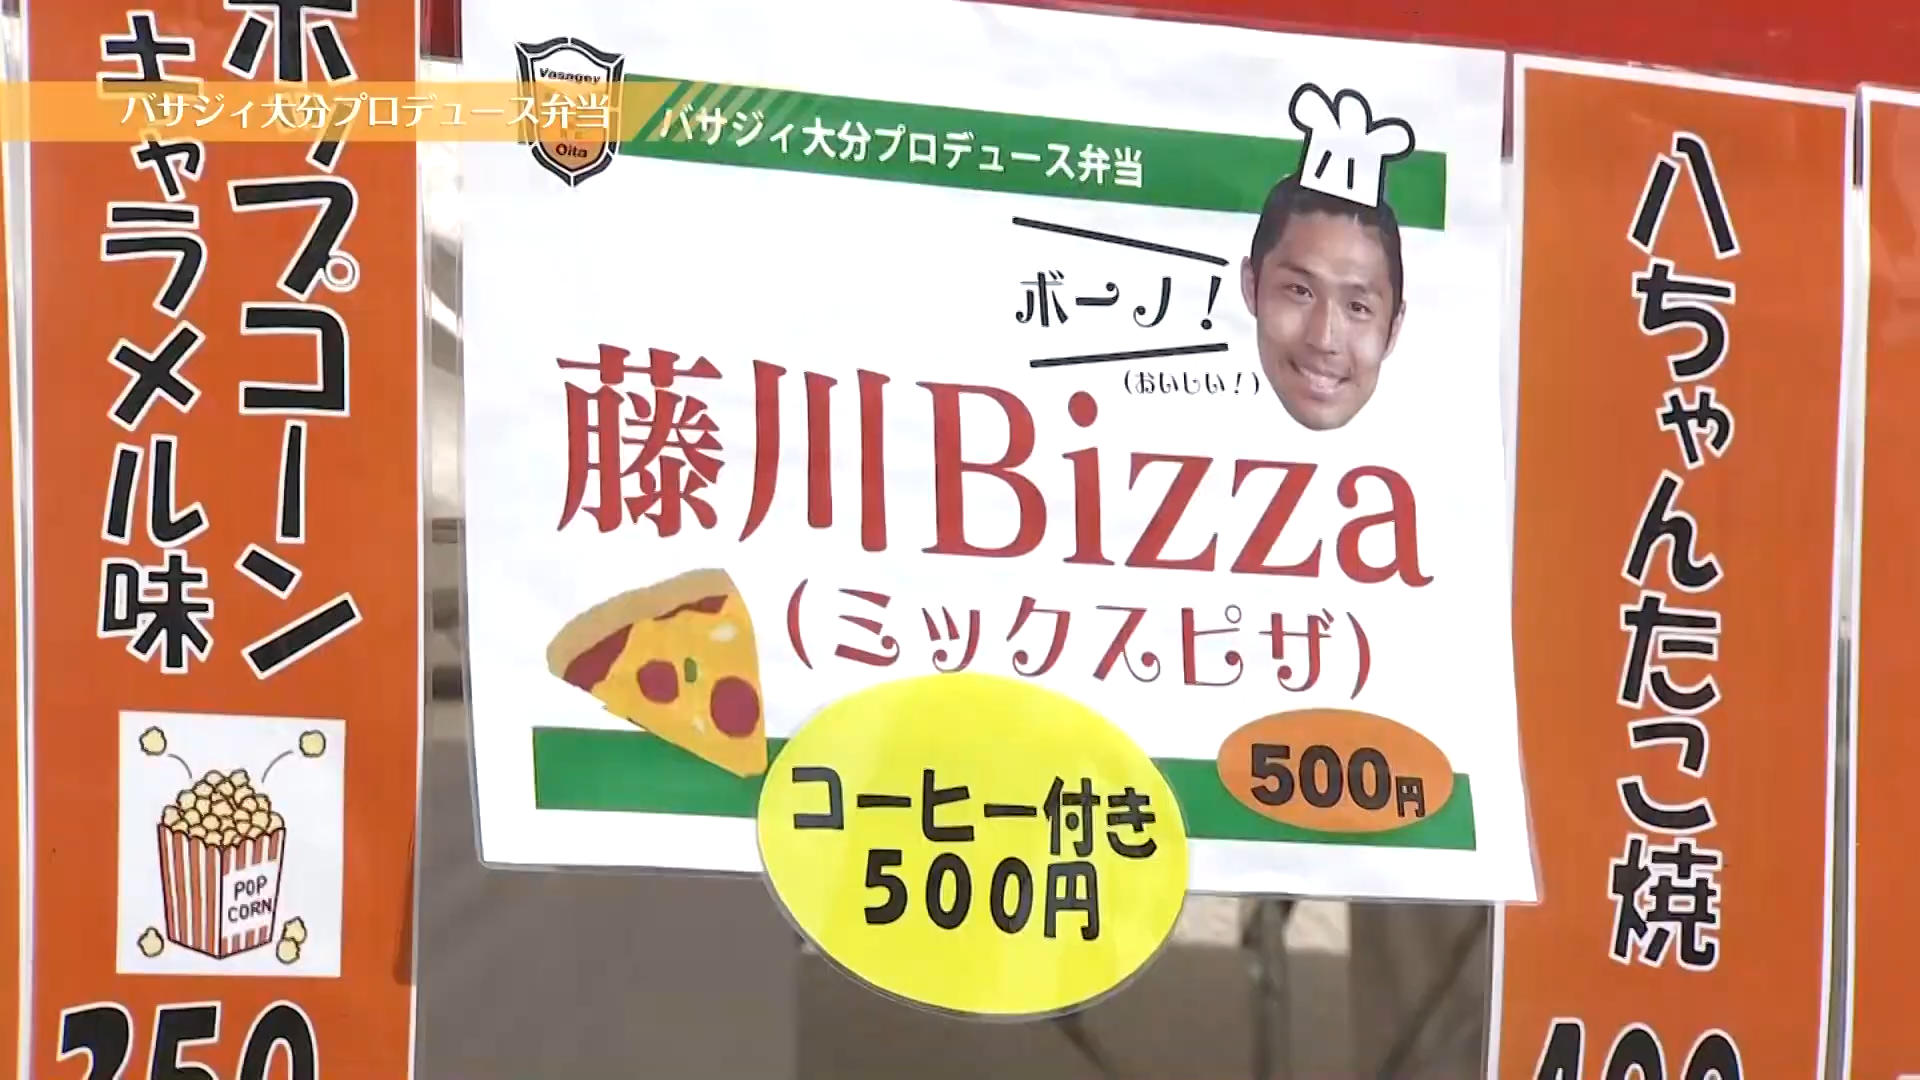 バサジィ大分プロデュース弁当
Vasagey
Oita
バサジィ大分プロデュース弁当
ボーノ!
(おいしい!)
藤川Bizza
(ミックスピザ)
500円
コーヒー付き
500円
ポップコーン
キャラメル味
POP
CORN
350
八ちゃんたこ焼
400